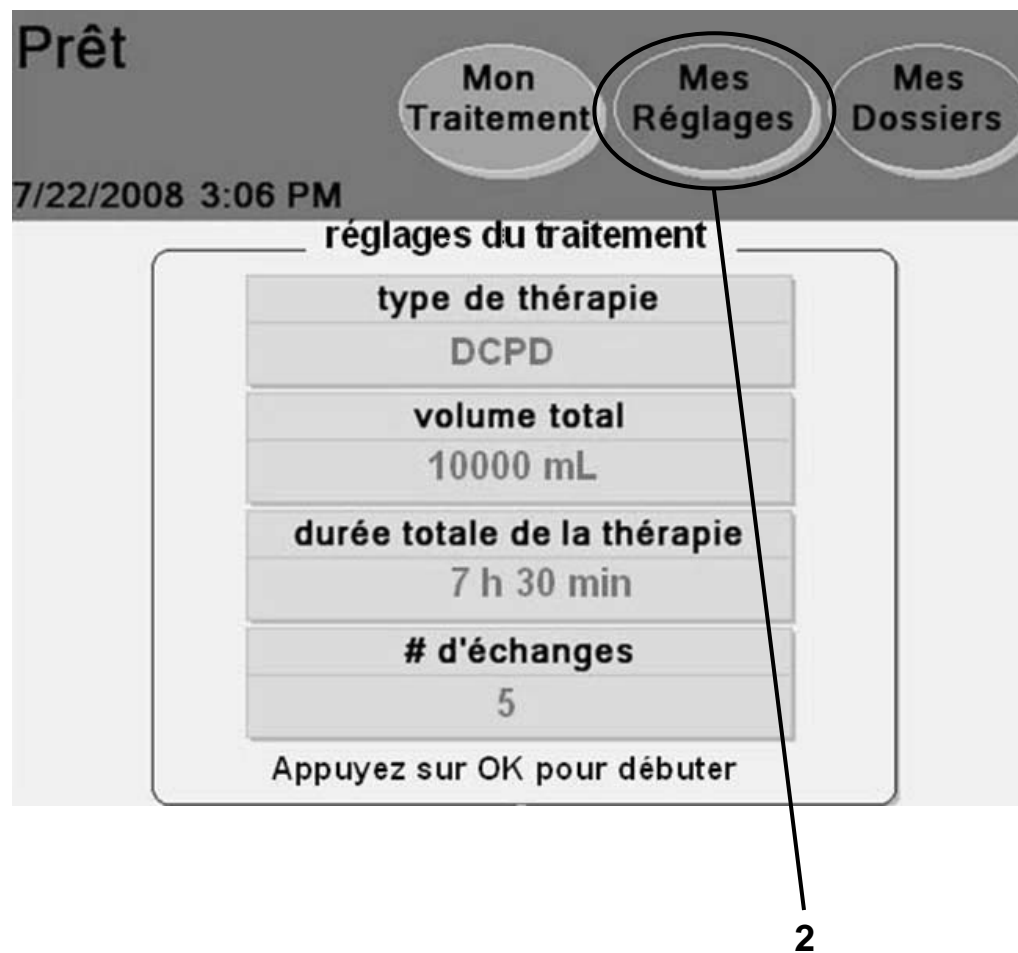 Prêt
Mon
Traitement
Mes
Réglages
Mes
Dossiers
7/22/2008 3:06 PM
réglages du traitement
type de thérapie
DCPD
volume total
10000 mL
durée totale de la thérapie
7 h 30 min
# d'échanges
5
Appuyez sur OK pour débuter
2